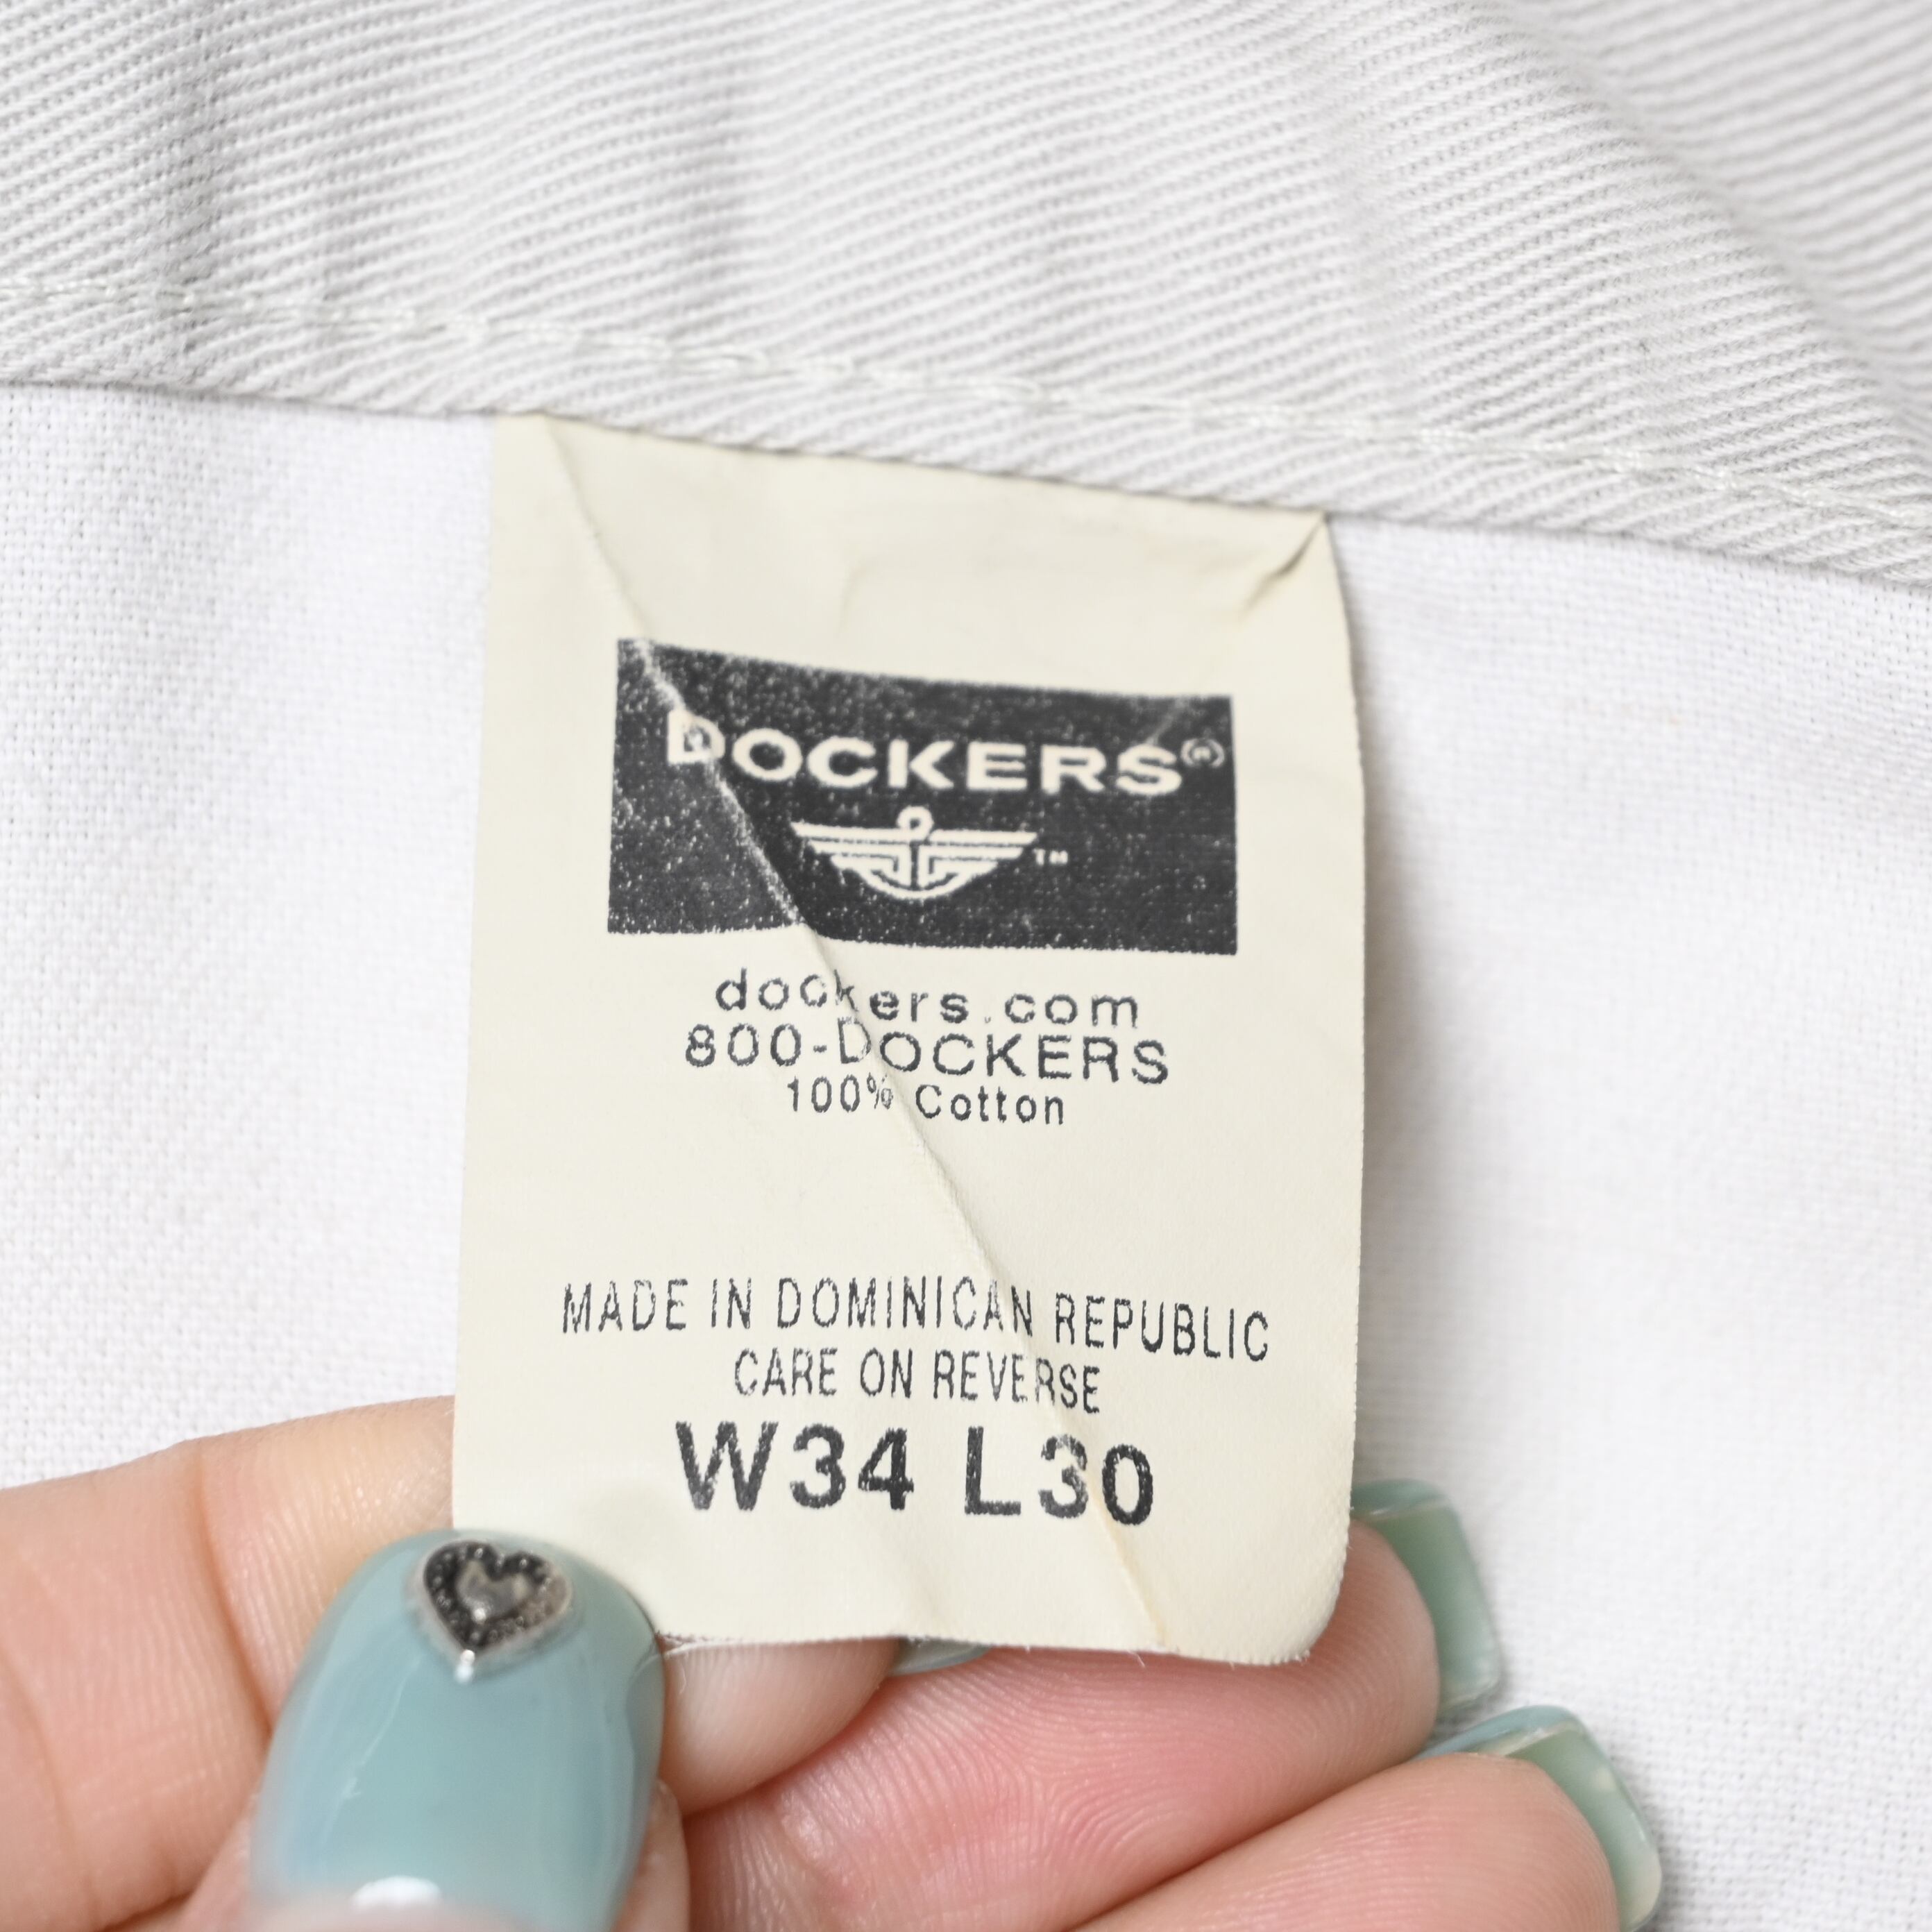 DOCKERS®
TM
dockers.com
800-DOCKERS
100% Cotton
MADE IN DOMINICAN REPUBLIC
CARE ON REVERSE
W34 L30